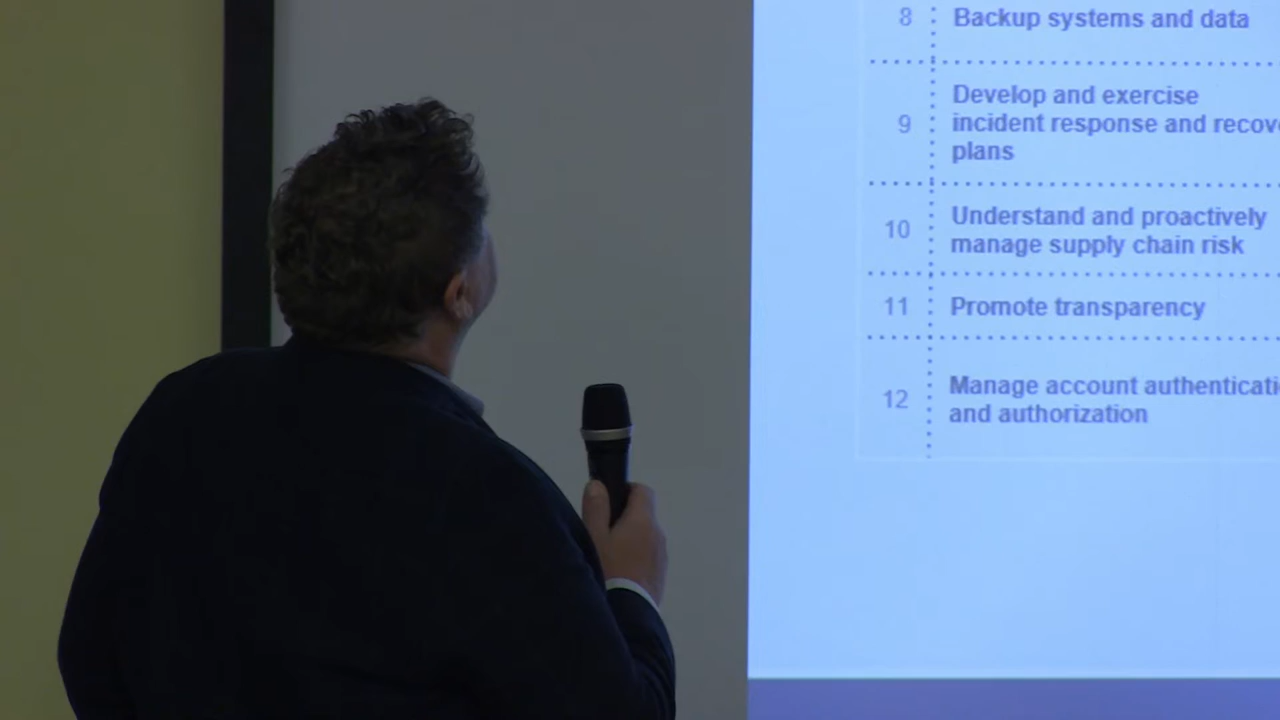 8 Backup systems and data
9
Develop and exercise
incident response and
plans
10
Understand and proactively
manage supply chain risk
11 Promote transparency
12
Manage account
and authorization